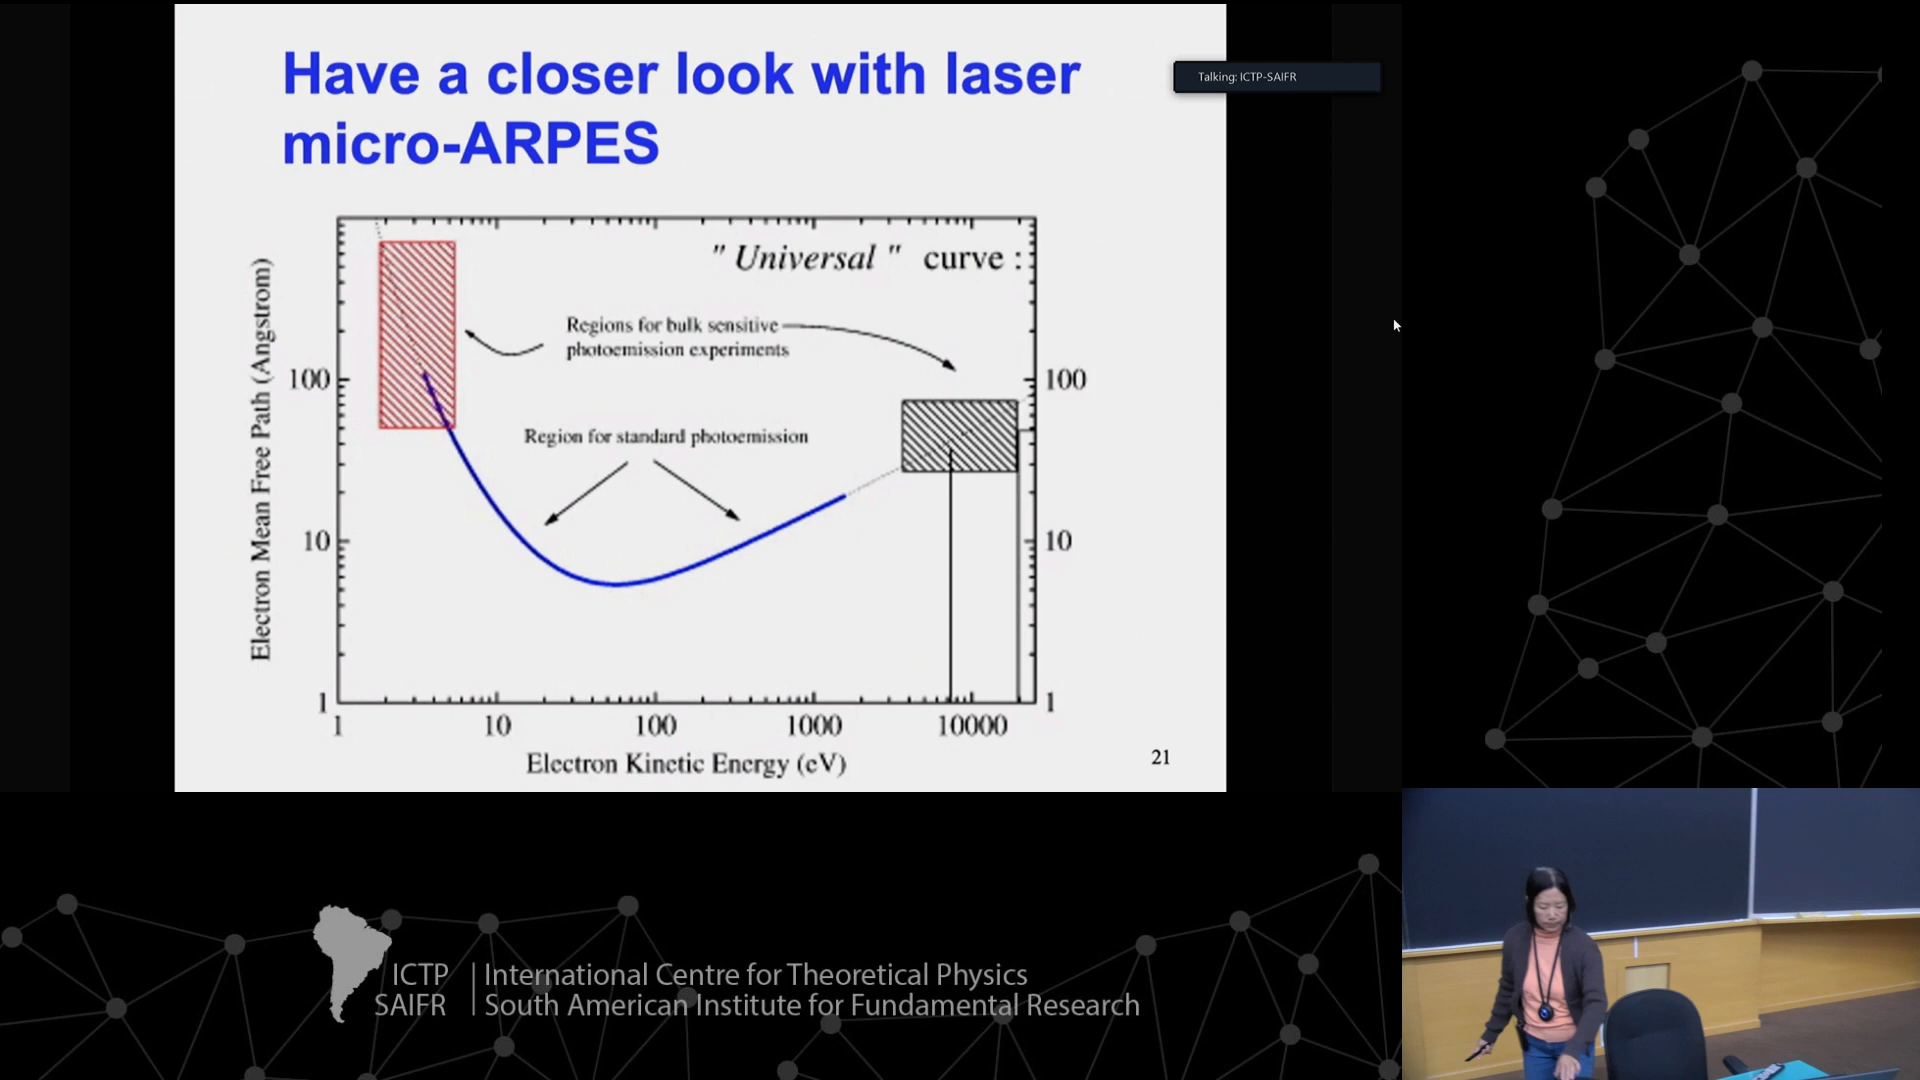 Have a closer look with laser
micro-ARPES
Talking: ICTP-SAIFR
" Universal " curve :
Electron Mean Free Path (Angstrom)
Regions for bulk sensitive
photoemission experiments
Region for standard photoemission
100
10
1
100
10
1
1 10 100 1000 10000
Electron Kinetic Energy (eV)
21
ICTP
SAIFR
International Centre for Theoretical Physics
South American Institute for Fundamental Research